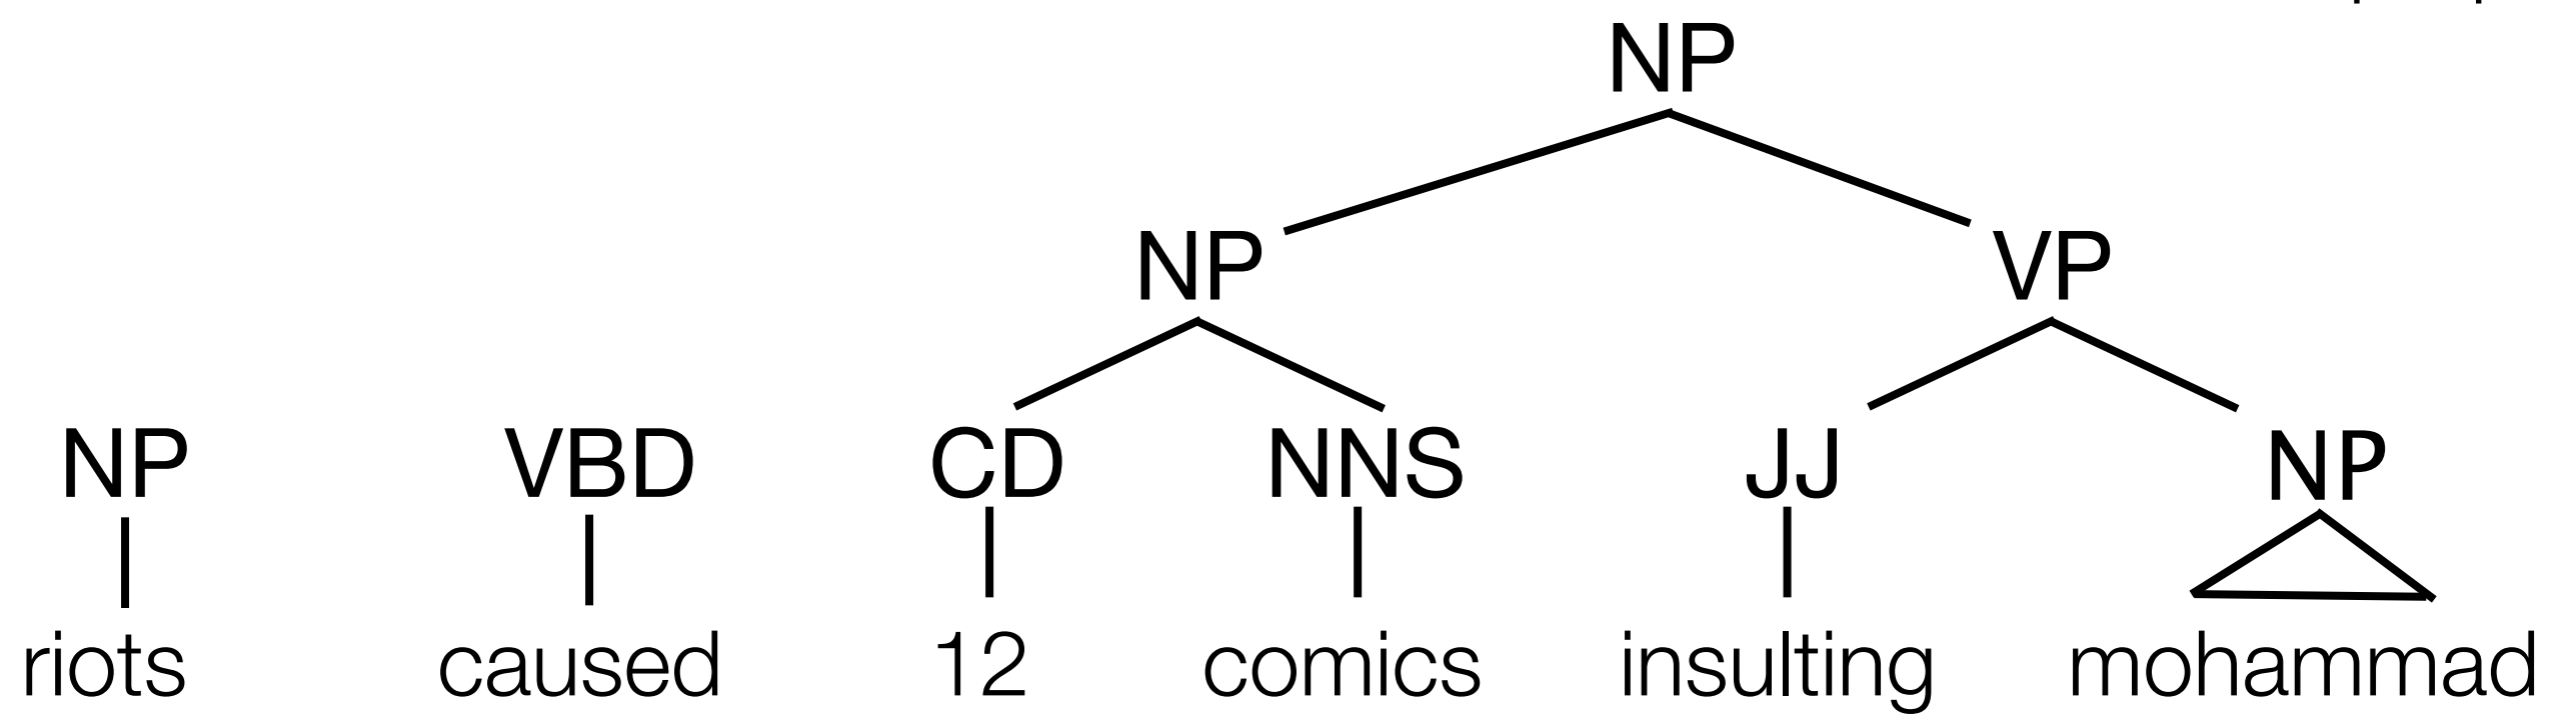 NP
NP VP
NP VBD CD NNS JJ NP
riots caused 12 comics insulting mohammad